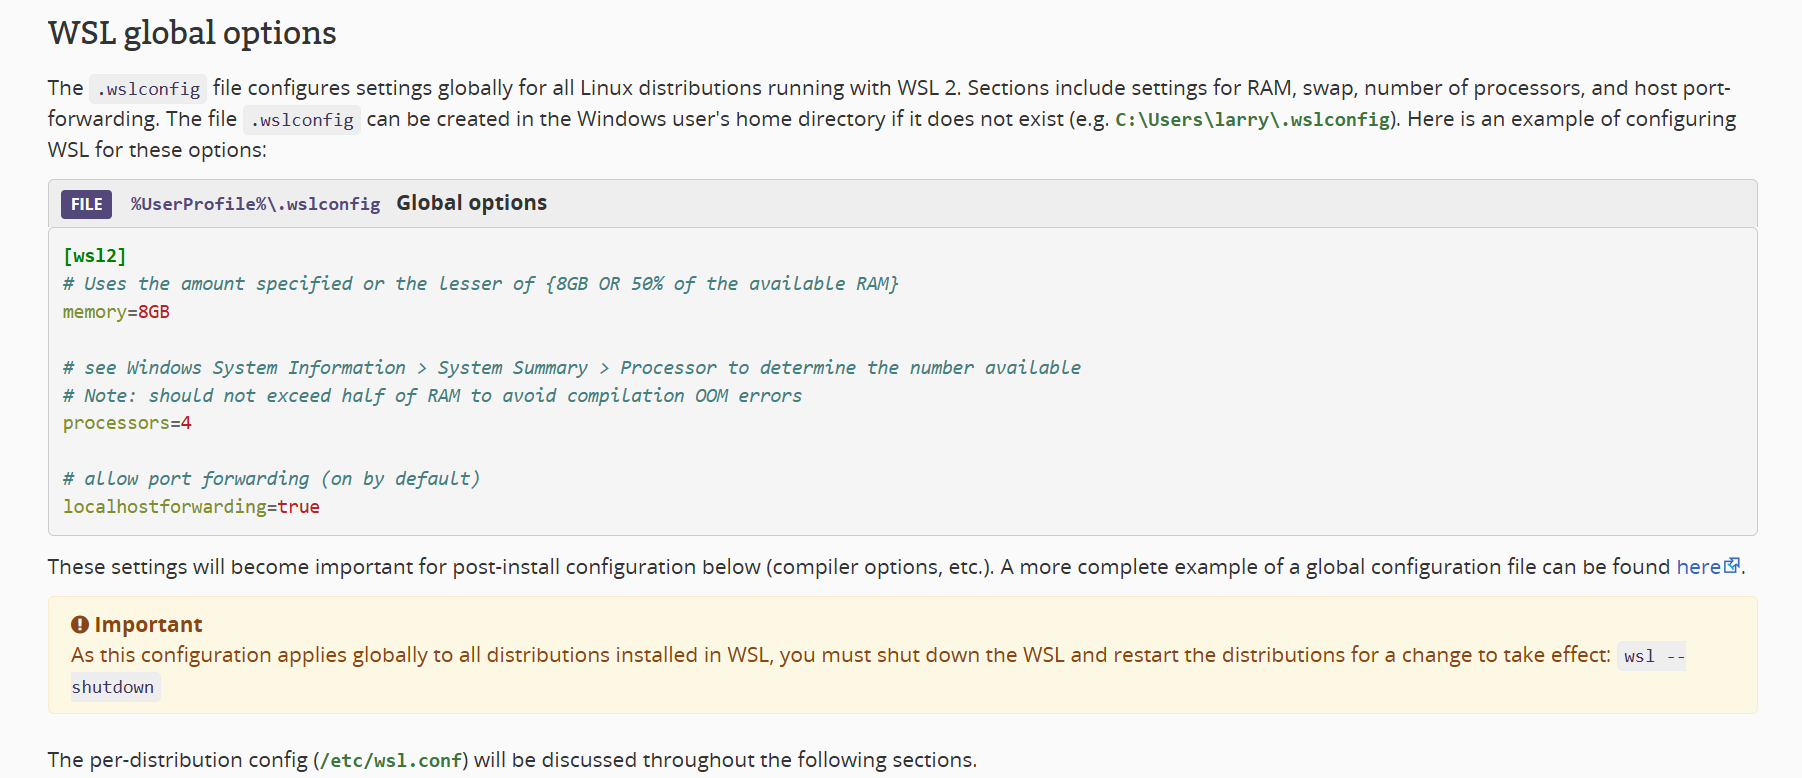 WSL global options
The .wslconfig file configures settings globally for all Linux distributions running with WSL 2. Sections include settings for RAM, swap, number of processors, and host port-
forwarding. The file .wslconfig can be created in the Windows user's home directory if it does not exist (e.g. C:\Users\larry\.wslconfig). Here is an example of configuring
WSL for these options:
FILE %UserProfile%\.wslconfig Global options
[wsl2]
# Uses the amount specified or the lesser of {8GB OR 50% of the available RAM}
memory=8GB
# see Windows System Information > System Summary > Processor to determine the number available
# Note: should not exceed half of RAM to avoid compilation OOM errors
processors=4
# allow port forwarding (on by default)
localhostforwarding=true
These settings will become important for post-install configuration below (compiler options, etc.). A more complete example of a global configuration file can be found here.
Important
As this configuration applies globally to all distributions installed in WSL, you must shut down the WSL and restart the distributions for a change to take effect: wsl --
shutdown
The per-distribution config (/etc/wsl.conf) will be discussed throughout the following sections.